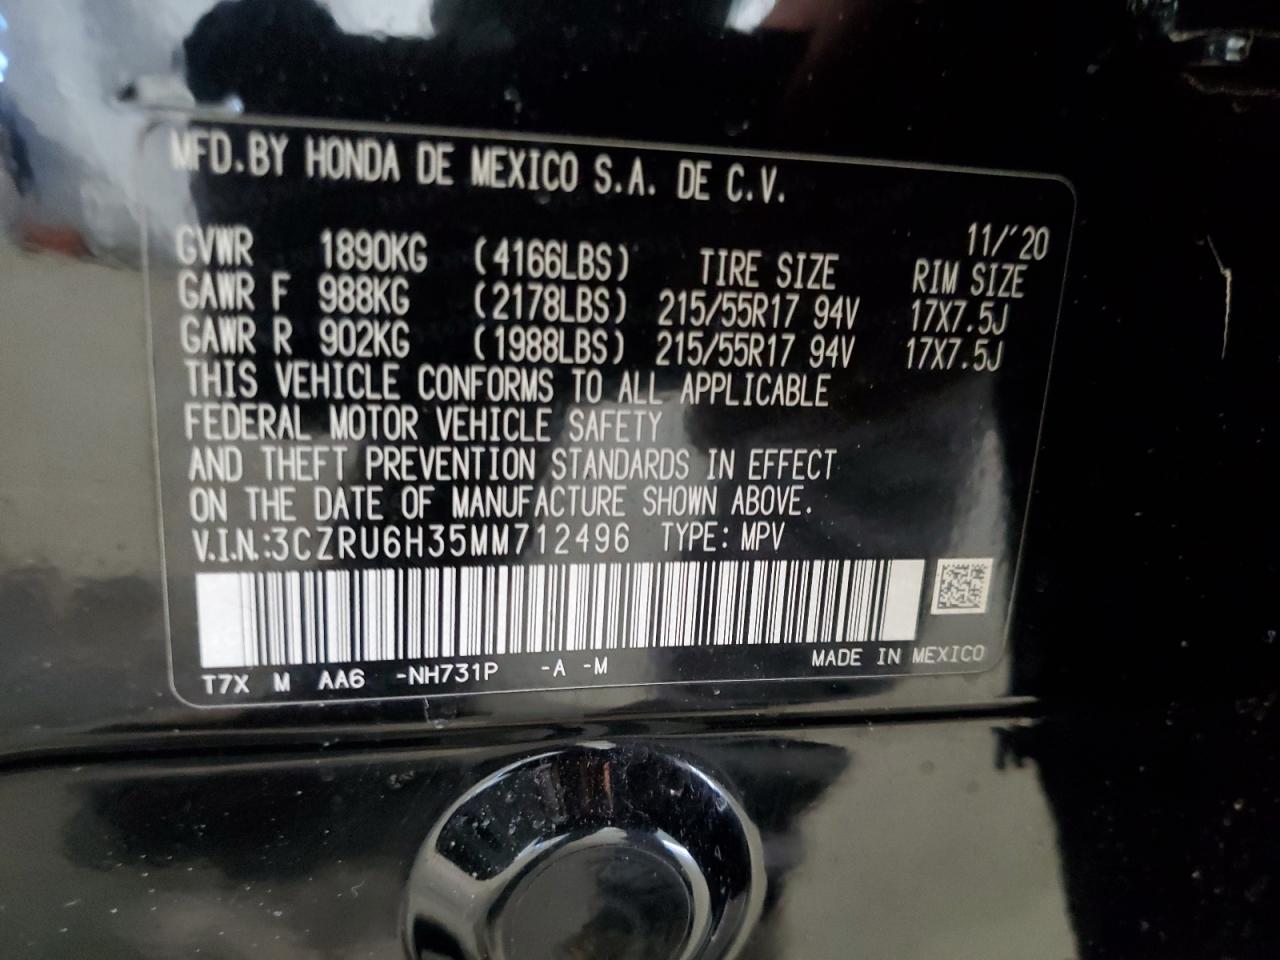 MFD.BY HONDA DE MEXICO S.A. DE C.V.
11/'20
GVWR 1890KG (4166LBS) TIRE SIZE RIM SIZE
GAWR F 988KG (2178LBS) 215/55R17 94V 17X7.5J
GAWR R 902KG (1988LBS) 215/55R17 94V 17X7.5J
THIS VEHICLE CONFORMS TO ALL APPLICABLE
FEDERAL MOTOR VEHICLE SAFETY
AND THEFT PREVENTION STANDARDS IN EFFECT
ON THE DATE OF MANUFACTURE SHOWN ABOVE.
V.I.N.:3CZRU6H35MM712496 TYPE: MPV
T7X M AA6 -NH731P -A -M MADE IN MEXICO